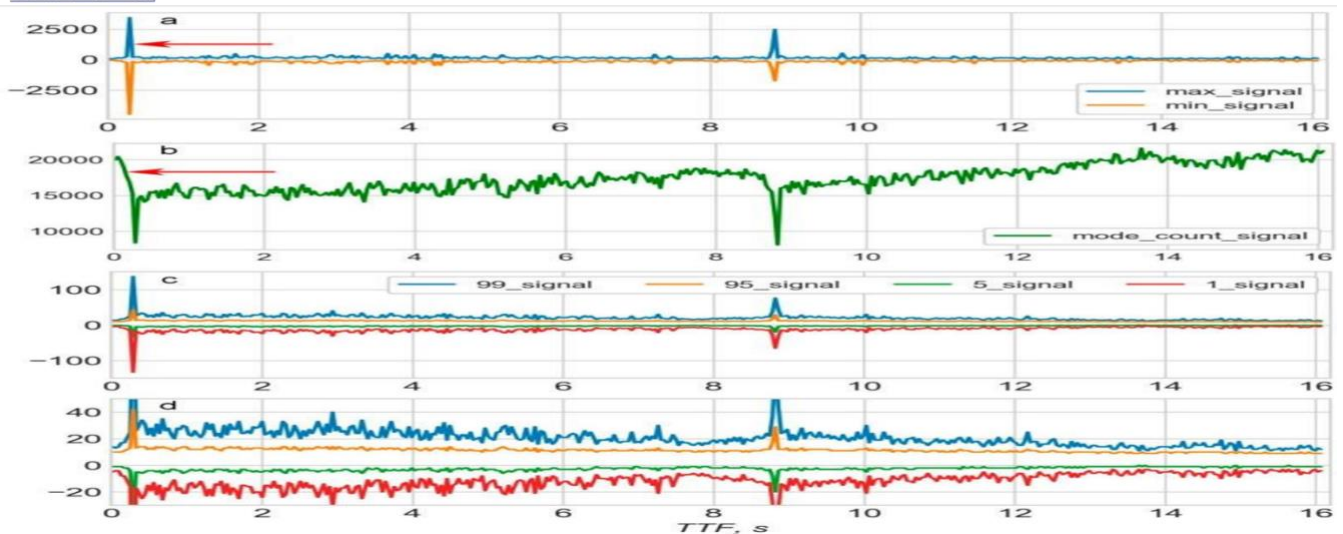 a
2500
0
−2500
max_signal
min_signal
0 2 4 6 8 10 12 14 16
b
20000
15000
10000
mode_count_signal
0 2 4 6 8 10 12 14 16
c
99_signal 95_signal 5_signal 1_signal
100
0
−100
0 2 4 6 8 10 12 14 16
d
40
20
0
−20
0 2 4 6 8 10 12 14 16
TTF, s